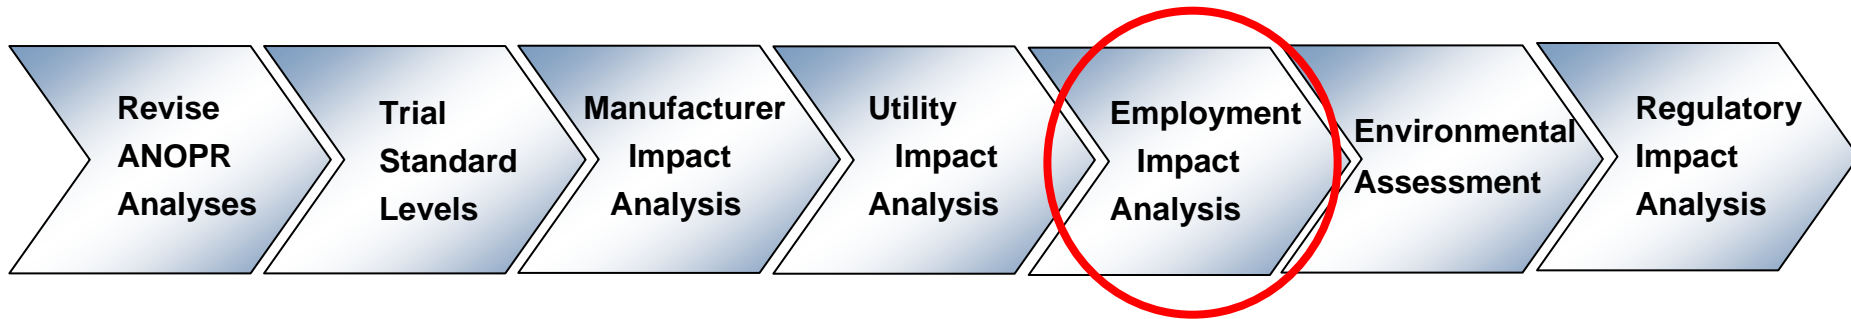 Revise
ANOPR
Analyses
Trial
Standard
Levels
Manufacturer
Impact
Analysis
Utility
Impact
Analysis
Employment
Impact
Analysis
Environmental
Assessment
Regulatory
Impact
Analysis